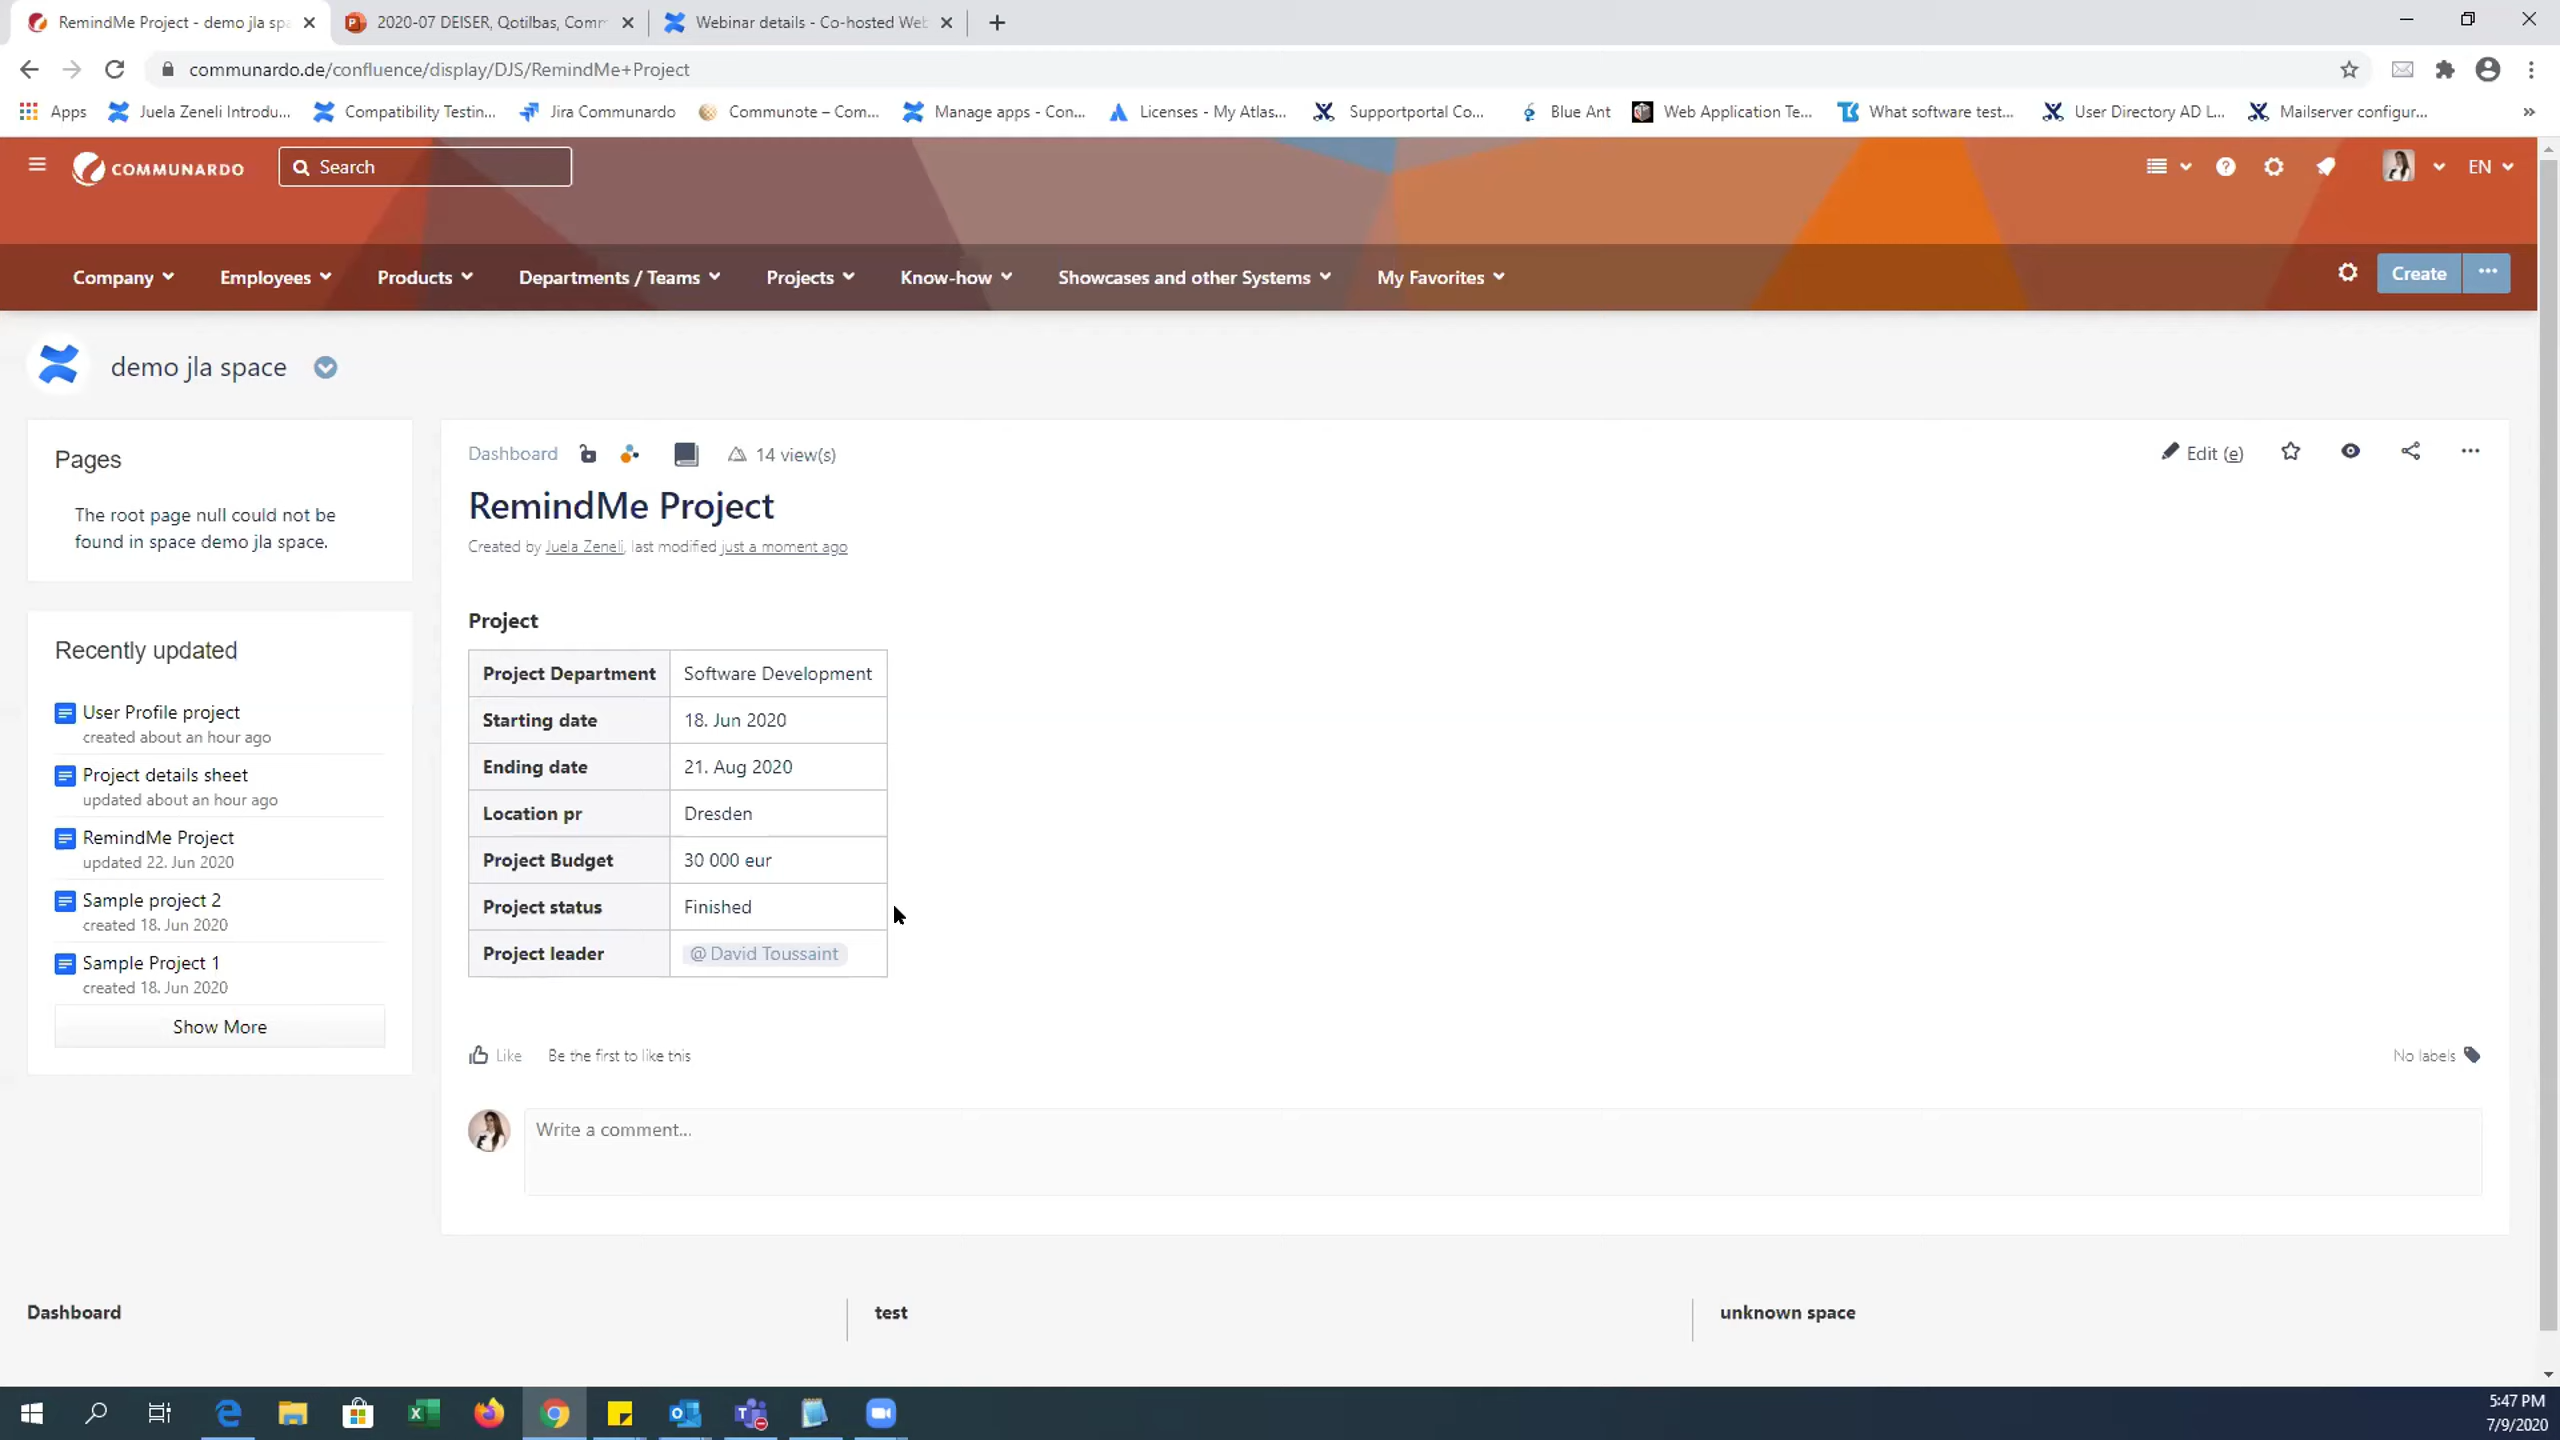 RemindMe Project - demo jla spa
2020-07 DEISER, Qotilbas, Comm
Webinar details - Co-hosted Web
communardo.de/confluence/display/DJS/RemindMe+Project
Apps
Juela Zeneli Introdu...
Compatibility Testin...
Jira Communardo
Communote – Com...
Manage apps - Con...
Licenses - My Atlas...
Supportportal Co...
Blue Ant
Web Application Te...
What software test...
User Directory AD L...
Mailserver configur...
COMMUNARDO
Search
EN
Company
Employees
Products
Departments / Teams
Projects
Know-how
Showcases and other Systems
My Favorites
Create
demo jla space
Pages
The root page null could not be
found in space demo jla space.
Recently updated
User Profile project
created about an hour ago
Project details sheet
updated about an hour ago
RemindMe Project
updated 22. Jun 2020
Sample project 2
created 18. Jun 2020
Sample Project 1
created 18. Jun 2020
Show More
Dashboard
14 view(s)
Edit (e)
RemindMe Project
Created by Juela Zeneli, last modified just a moment ago
Project
Project Department Software Development
Starting date 18. Jun 2020
Ending date 21. Aug 2020
Location pr Dresden
Project Budget 30 000 eur
Project status Finished
Project leader @ David Toussaint
Like Be the first to like this
No labels
Write a comment...
Dashboard
test
unknown space
5:47 PM
7/9/2020